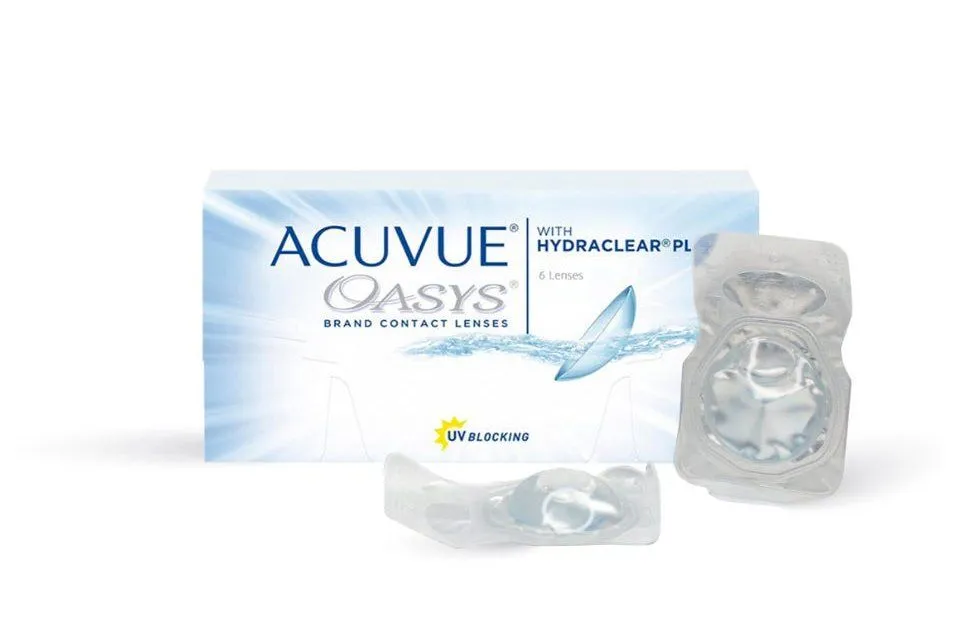 ACUVUE®
OASYS®
BRAND CONTACT LENSES
WITH
HYDRACLEAR® PL
6 Lenses
UV BLOCKING